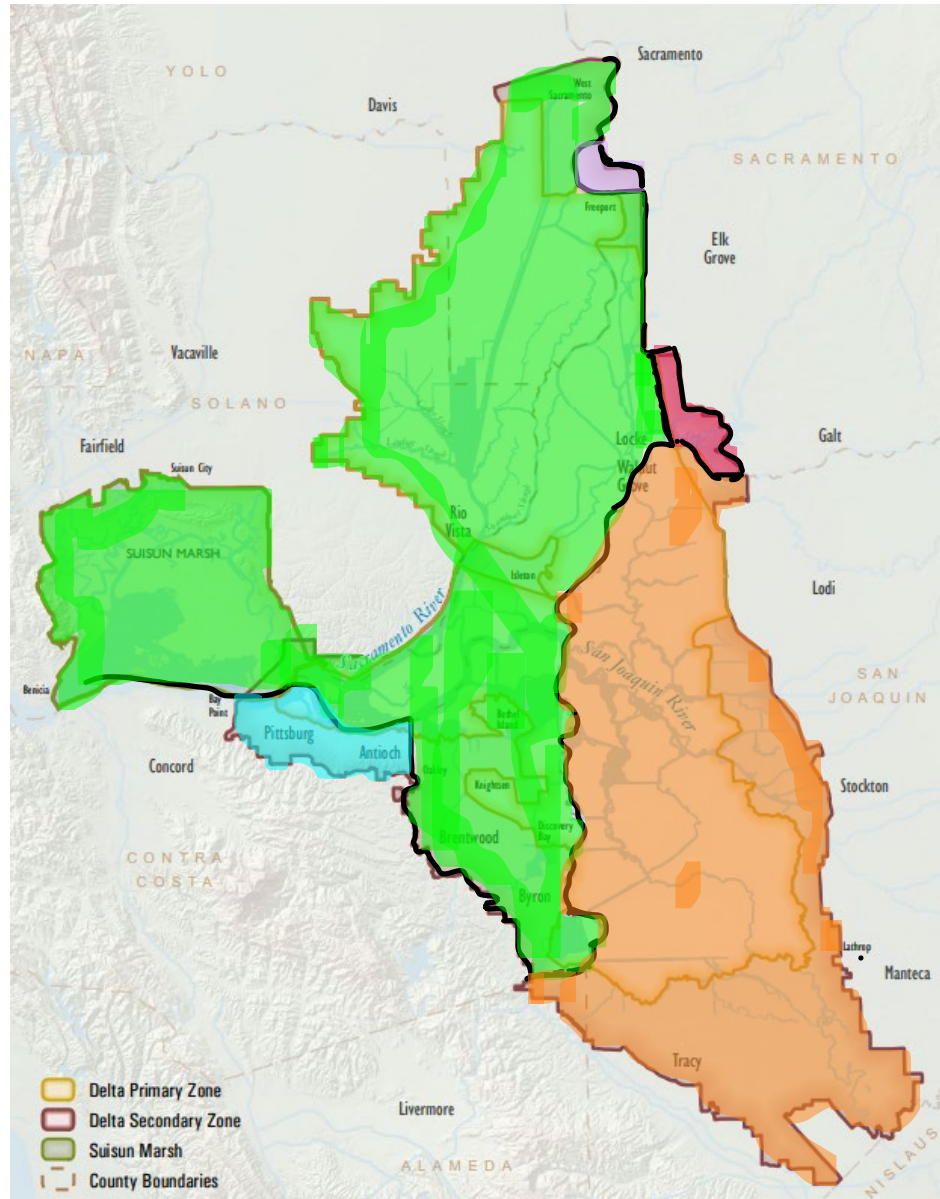 Sacramento
YOLO
West
Sacramento
Davis
SACRAMENTO
Freeport
Elk
Grove
NAPA
Vacaville
SOLANO
Locke
Galt
Fairfield
Walnut
Grove
Suisun City
Rio
Vista
SUISUN MARSH
Isleton
Lodi
Sacramento River
San Joaquin River
SAN
JOAQUIN
Benicia
Bay
Point
Bethel
Island
Pittsburg
Antioch
Concord
Oakley
Knightsen
Stockton
Discovery
Bay
Brentwood
CONTRA
COSTA
Byron
Lathrop
Manteca
Tracy
Delta Primary Zone
Delta Secondary Zone
Suisun Marsh
County Boundaries
Livermore
ALAMEDA
NISLAUS